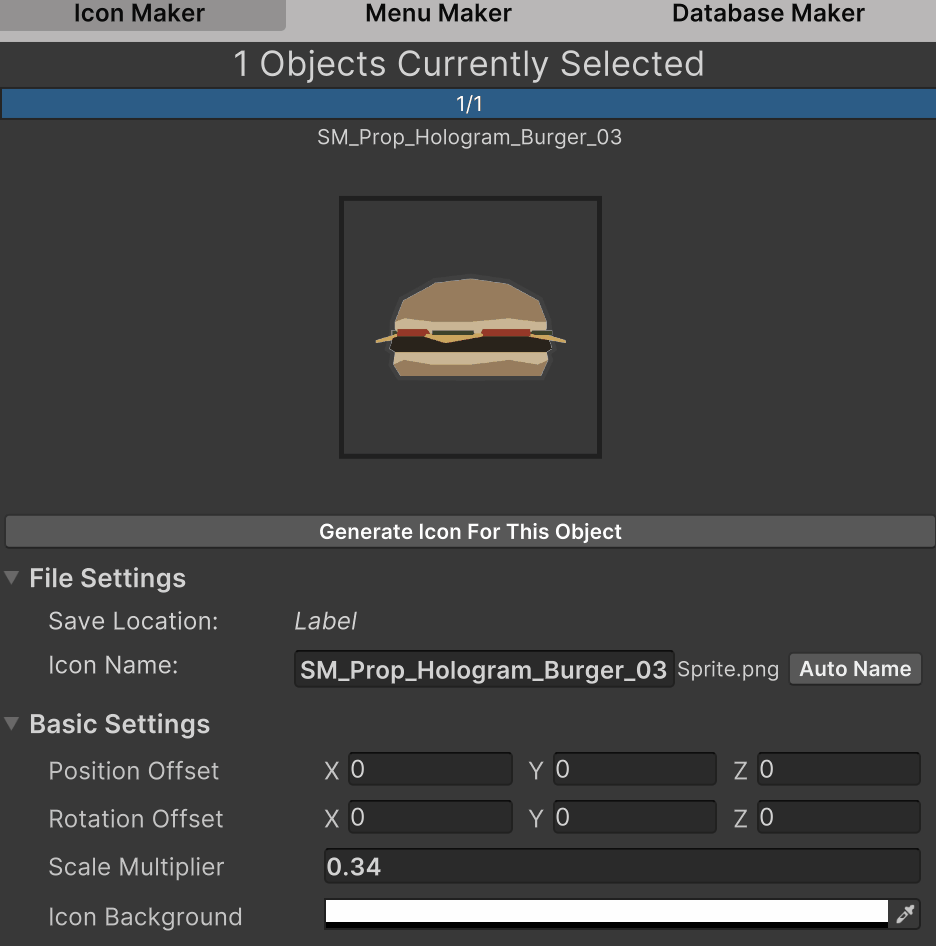 Icon Maker Menu Maker Database Maker
1 Objects Currently Selected
1/1
SM_Prop_Hologram_Burger_03
Generate Icon For This Object
File Settings
Save Location: Label
Icon Name: SM_Prop_Hologram_Burger_03 Sprite.png Auto Name
Basic Settings
Position Offset X 0 Y 0 Z 0
Rotation Offset X 0 Y 0 Z 0
Scale Multiplier 0.34
Icon Background